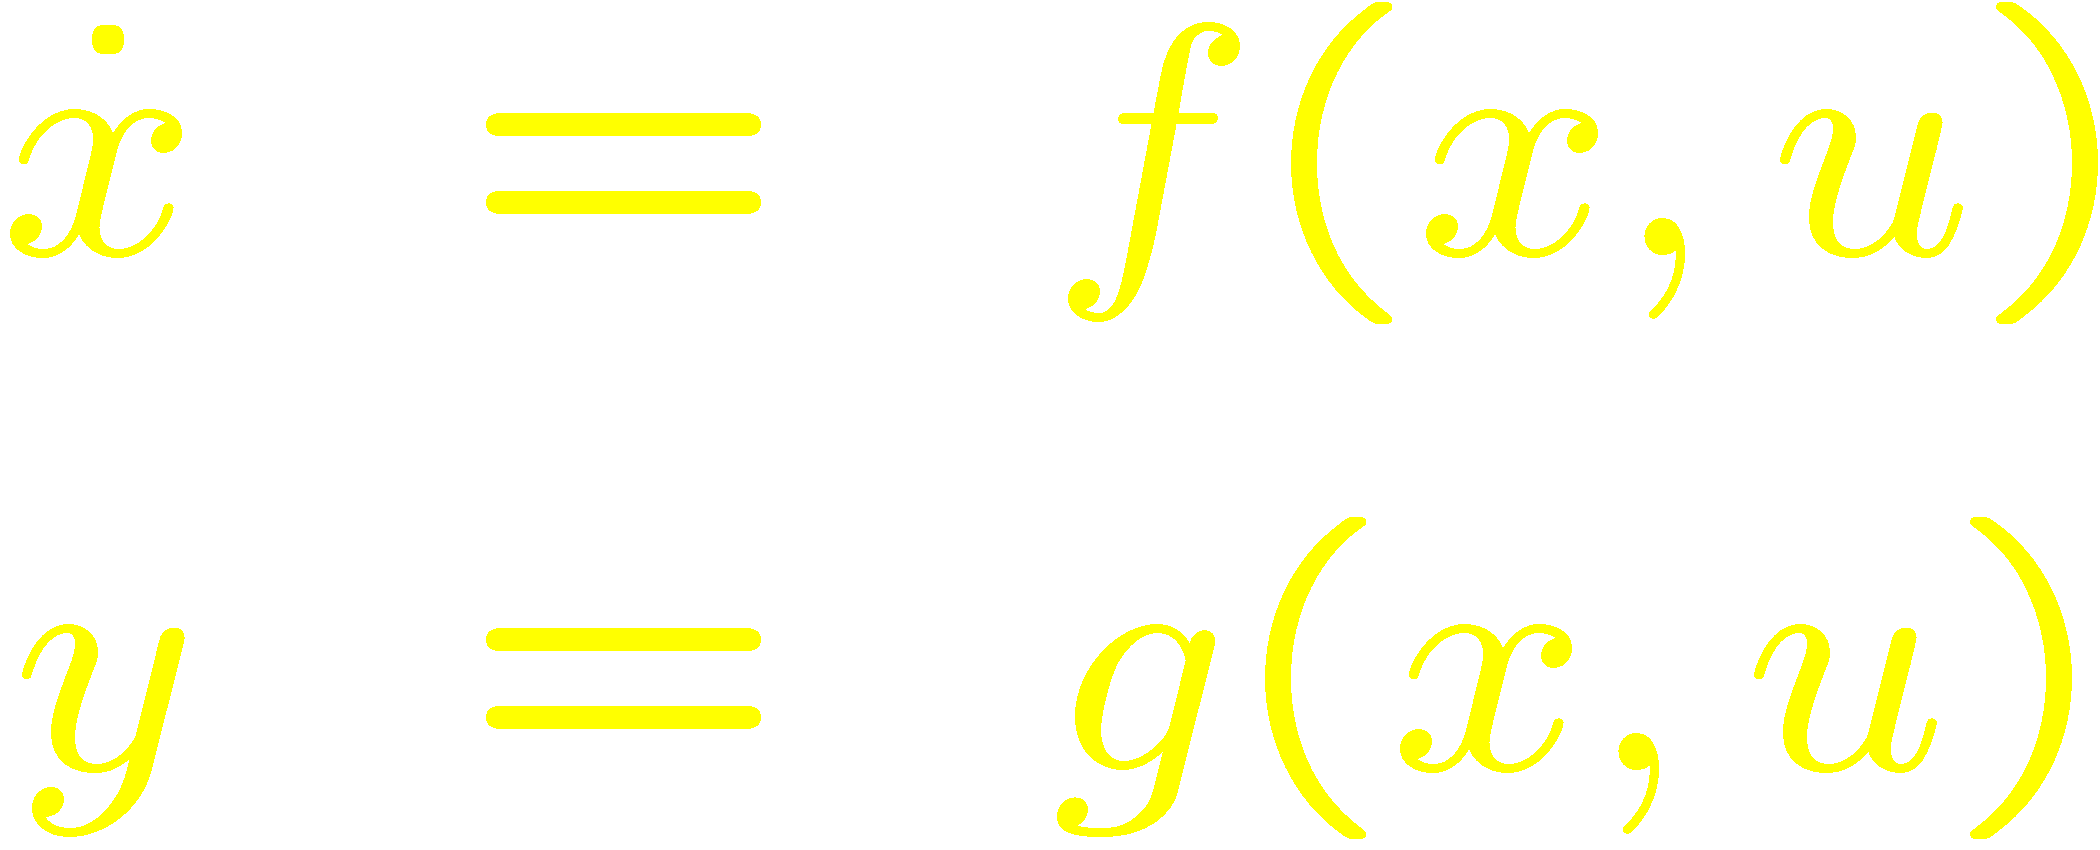 ẋ = f(x, u)
y = g(x, u)